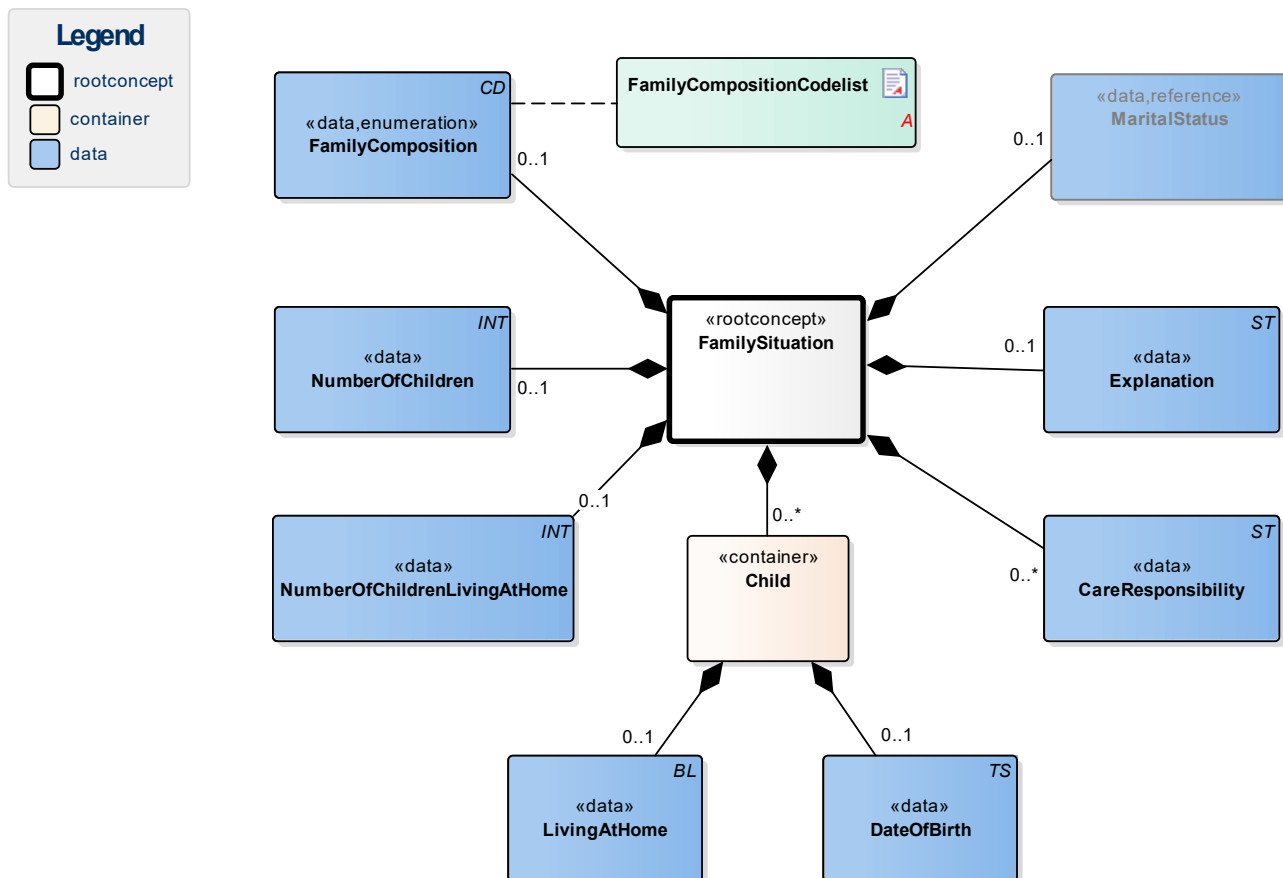 Legend
rootconcept
container
data
CD
«data,enumeration»
FamilyComposition
0..1
FamilyCompositionCodelist
A
A
«data,reference»
MaritalStatus
0..1
INT
«data»
NumberOfChildren
0..1
«rootconcept»
FamilySituation
ST
«data»
Explanation
0..1
INT
«data»
NumberOfChildrenLivingAtHome
0..1
0..*
«container»
Child
ST
«data»
CareResponsibility
0..*
0..1
BL
«data»
LivingAtHome
0..1
TS
«data»
DateOfBirth